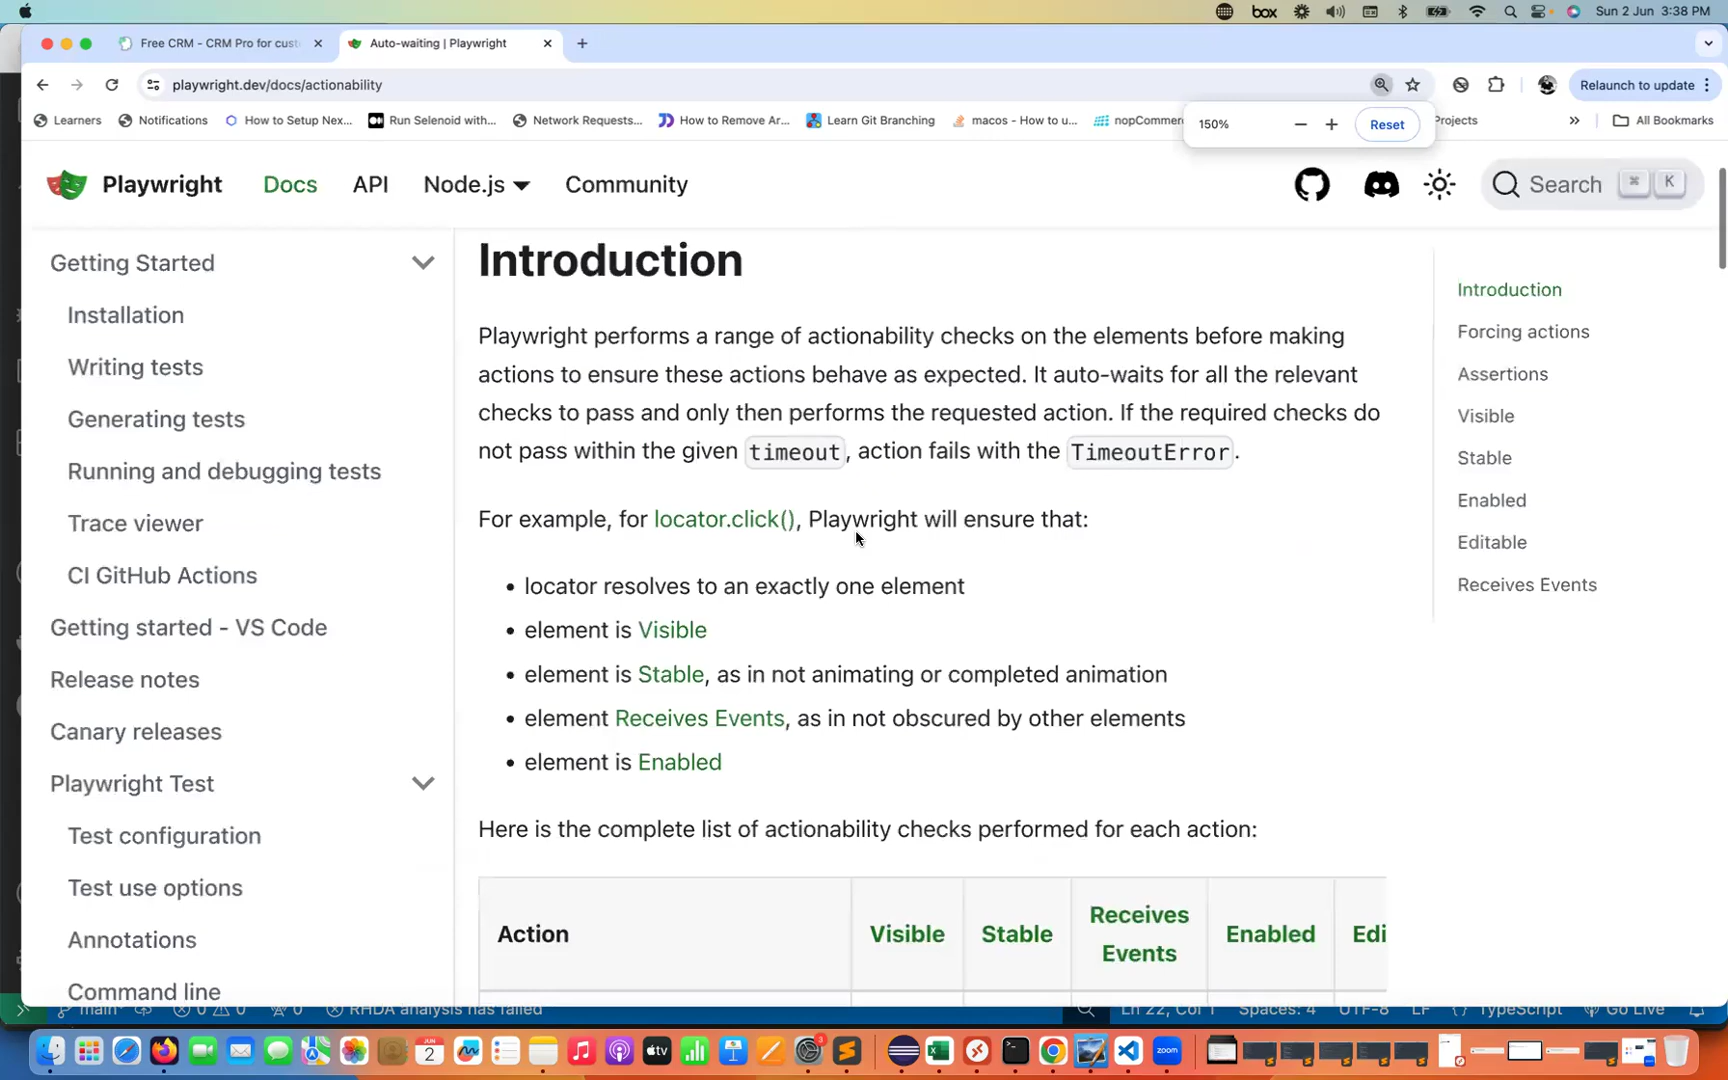 box
Sun 2 Jun 3:38 PM
Free CRM - CRM Pro for cust
Auto-waiting | Playwright
playwright.dev/docs/actionability
Relaunch to update
Learners
Notifications
How to Setup Nex...
Run Selenoid with...
Network Requests...
How to Remove Ar...
Learn Git Branching
macos - How to u...
nopCommer
Projects
All Bookmarks
150%
Reset
Playwright
Docs
API
Node.js
Community
Search ⌘ K
Getting Started
Installation
Writing tests
Generating tests
Running and debugging tests
Trace viewer
CI GitHub Actions
Getting started - VS Code
Release notes
Canary releases
Playwright Test
Test configuration
Test use options
Annotations
Command line
Introduction
Playwright performs a range of actionability checks on the elements before making
actions to ensure these actions behave as expected. It auto-waits for all the relevant
checks to pass and only then performs the requested action. If the required checks do
not pass within the given timeout, action fails with the TimeoutError.
For example, for locator.click(), Playwright will ensure that:
• locator resolves to an exactly one element
• element is Visible
• element is Stable, as in not animating or completed animation
• element Receives Events, as in not obscured by other elements
• element is Enabled
Here is the complete list of actionability checks performed for each action:
Action
Visible
Stable
Receives
Events
Enabled
Edi
Introduction
Forcing actions
Assertions
Visible
Stable
Enabled
Editable
Receives Events
main
0
0
0
RHDA analysis has failed
Ln 22, Col 1
Spaces: 4
UTF-8
LF
TypeScript
Go Live
JUN
2
tv
3
zoom